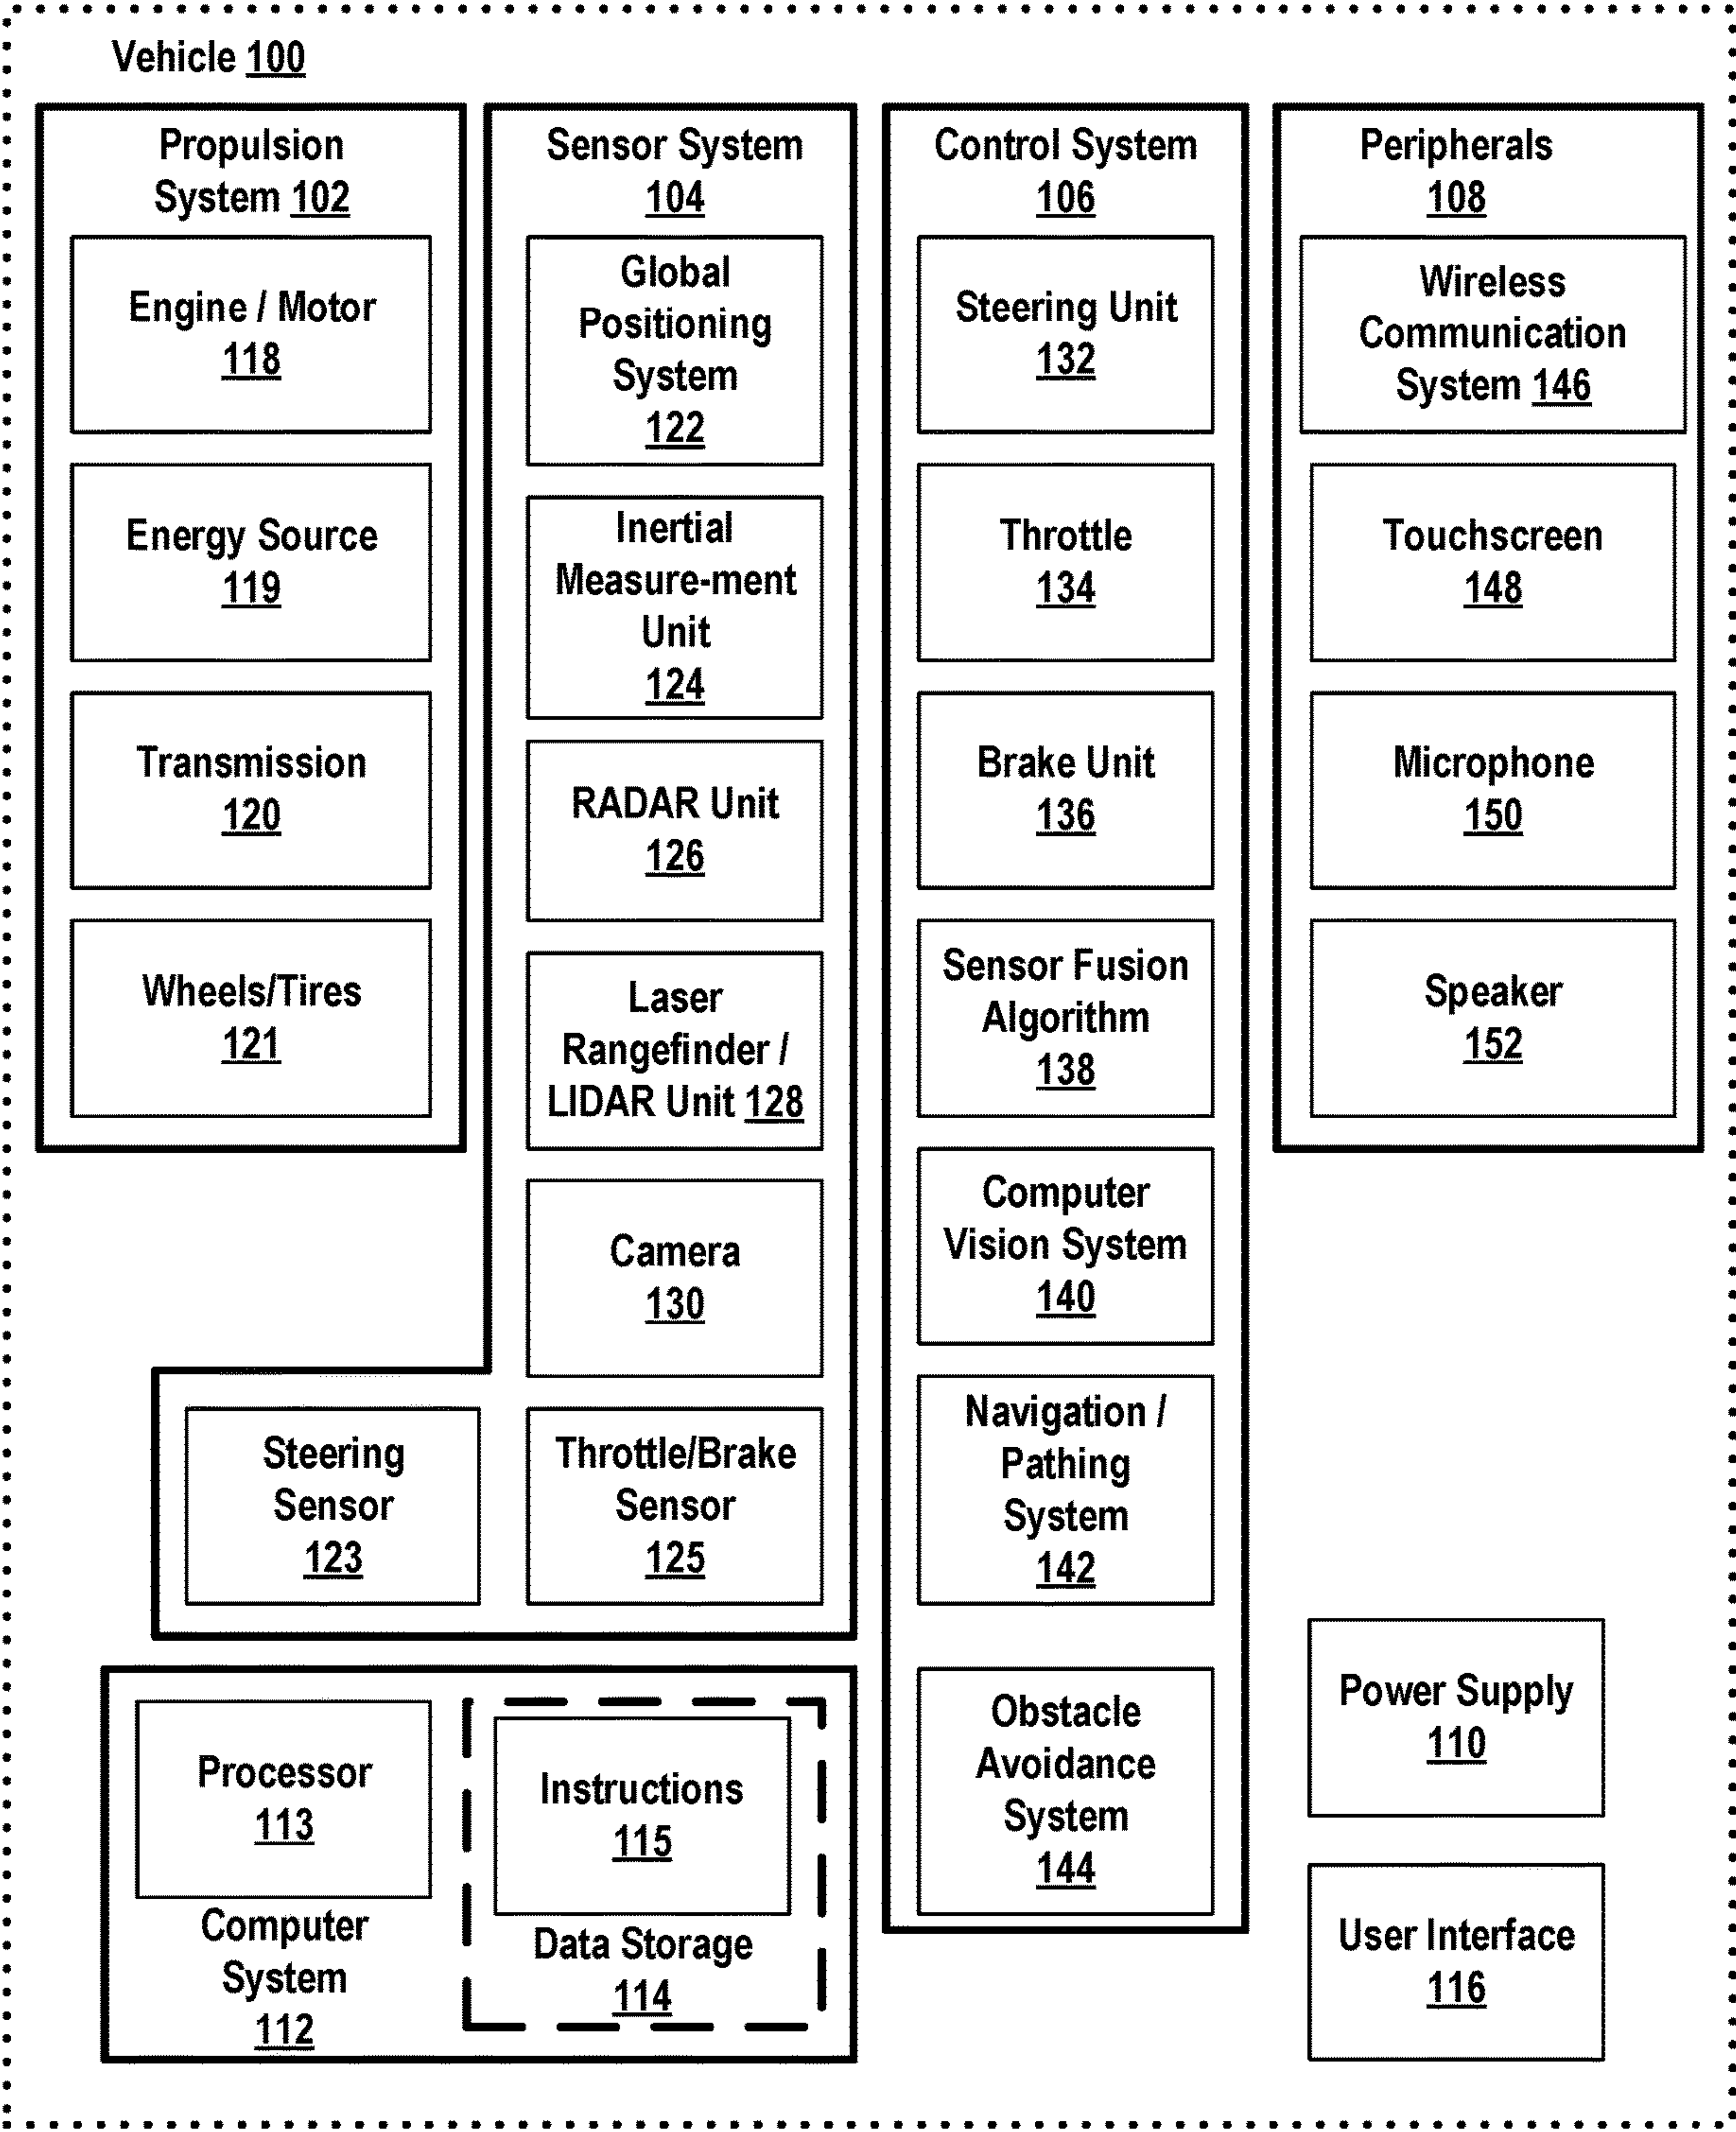 Vehicle 100
Propulsion
System 102
Engine / Motor
118
Energy Source
119
Transmission
120
Wheels/Tires
121
Sensor System
104
Global
Positioning
System
122
Inertial
Measure-ment
Unit
124
RADAR Unit
126
Laser
Rangefinder /
LIDAR Unit 128
Camera
130
Steering
Sensor
123
Throttle/Brake
Sensor
125
Control System
106
Steering Unit
132
Throttle
134
Brake Unit
136
Sensor Fusion
Algorithm
138
Computer
Vision System
140
Navigation /
Pathing
System
142
Obstacle
Avoidance
System
144
Peripherals
108
Wireless
Communication
System 146
Touchscreen
148
Microphone
150
Speaker
152
Processor
113
Computer
System
112
Instructions
115
Data Storage
114
Power Supply
110
User Interface
116